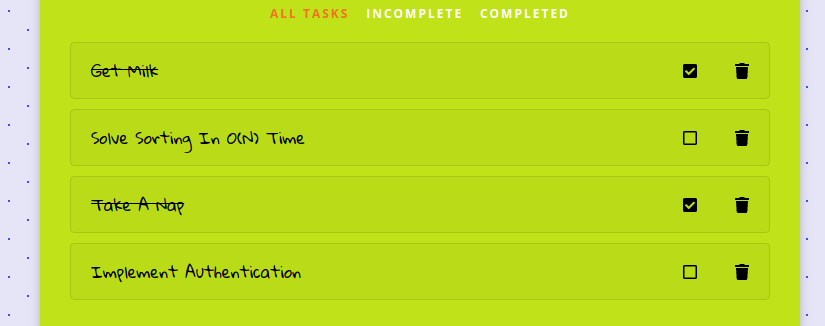 ALL TASKS INCOMPLETE COMPLETED
Get Milk
Solve Sorting In O(N) Time
Take A Nap
Implement Authentication